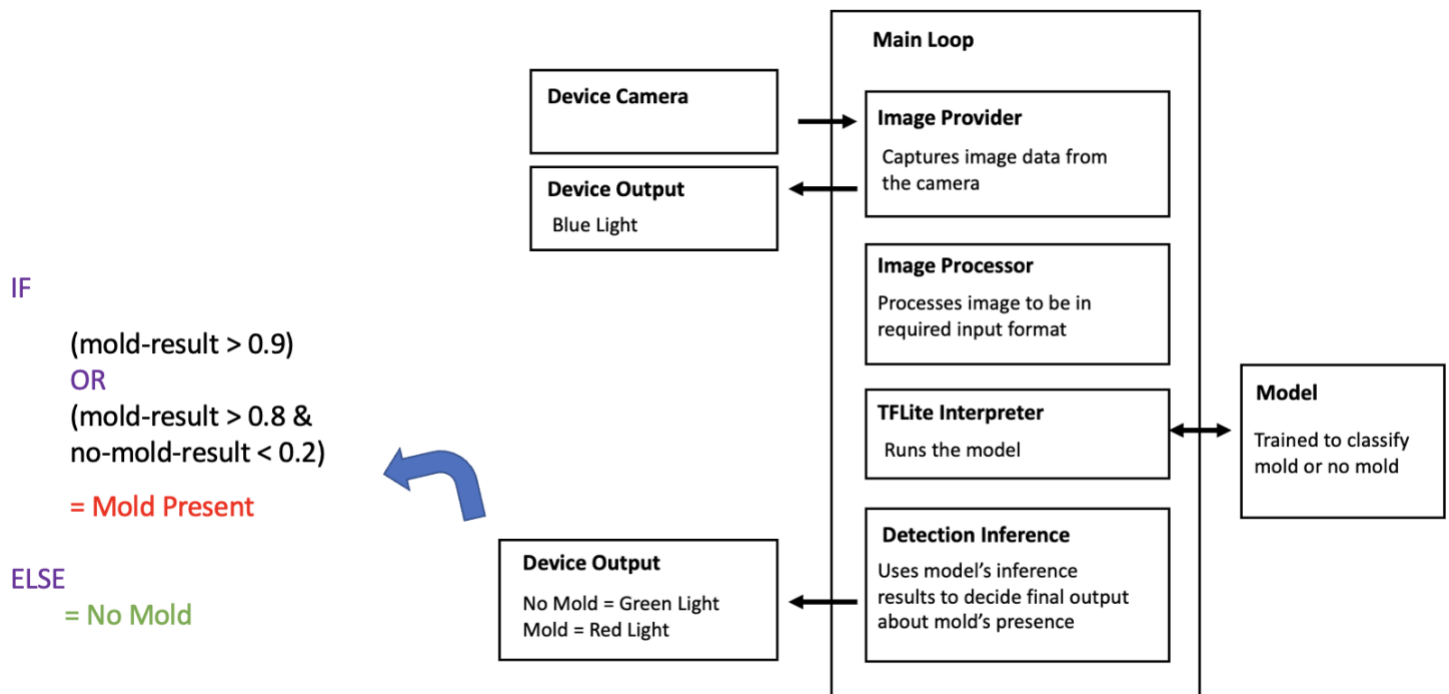 Main Loop
Device Camera
Image Provider
Captures image data from
the camera
Device Output
Blue Light
Image Processor
Processes image to be in
required input format
TFLite Interpreter
Runs the model
Model
Trained to classify
mold or no mold
Detection Inference
Uses model's inference
results to decide final output
about mold's presence
Device Output
No Mold = Green Light
Mold = Red Light
IF
(mold-result > 0.9)
OR
(mold-result > 0.8 &
no-mold-result < 0.2)
= Mold Present
ELSE
= No Mold